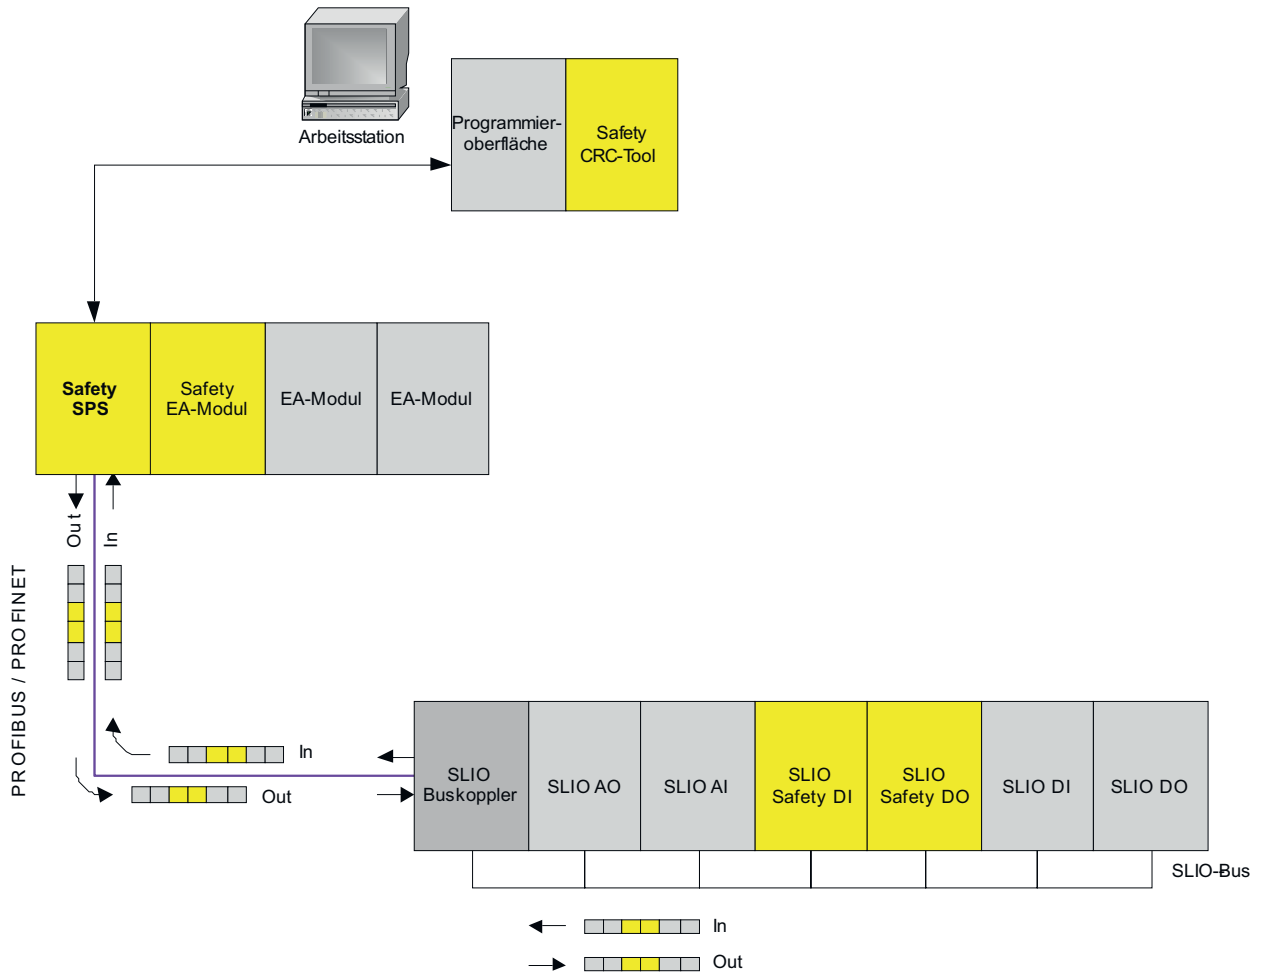 Arbeitsstation
Programmier-
oberfläche
Safety
CRC-Tool
Safety
SPS
Safety
EA-Modul
EA-Modul
EA-Modul
Out
In
PROFIBUS / PROFINET
In
Out
SLIO
Buskoppler
SLIO AO
SLIO AI
SLIO
Safety DI
SLIO
Safety DO
SLIO DI
SLIO DO
SLIO-Bus
In
Out